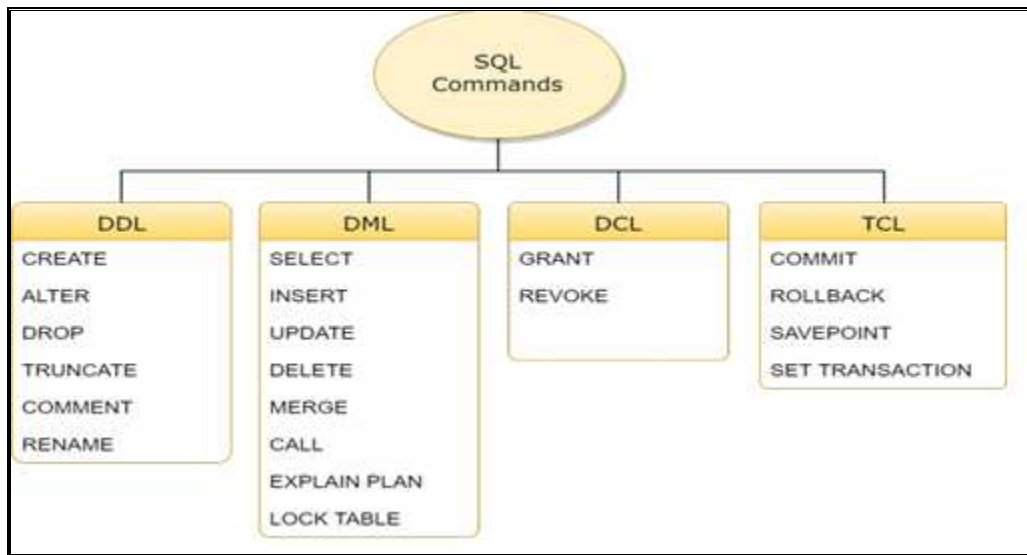 SQL
Commands
DDL
CREATE
ALTER
DROP
TRUNCATE
COMMENT
RENAME
DML
SELECT
INSERT
UPDATE
DELETE
MERGE
CALL
EXPLAIN PLAN
LOCK TABLE
DCL
GRANT
REVOKE
TCL
COMMIT
ROLLBACK
SAVEPOINT
SET TRANSACTION